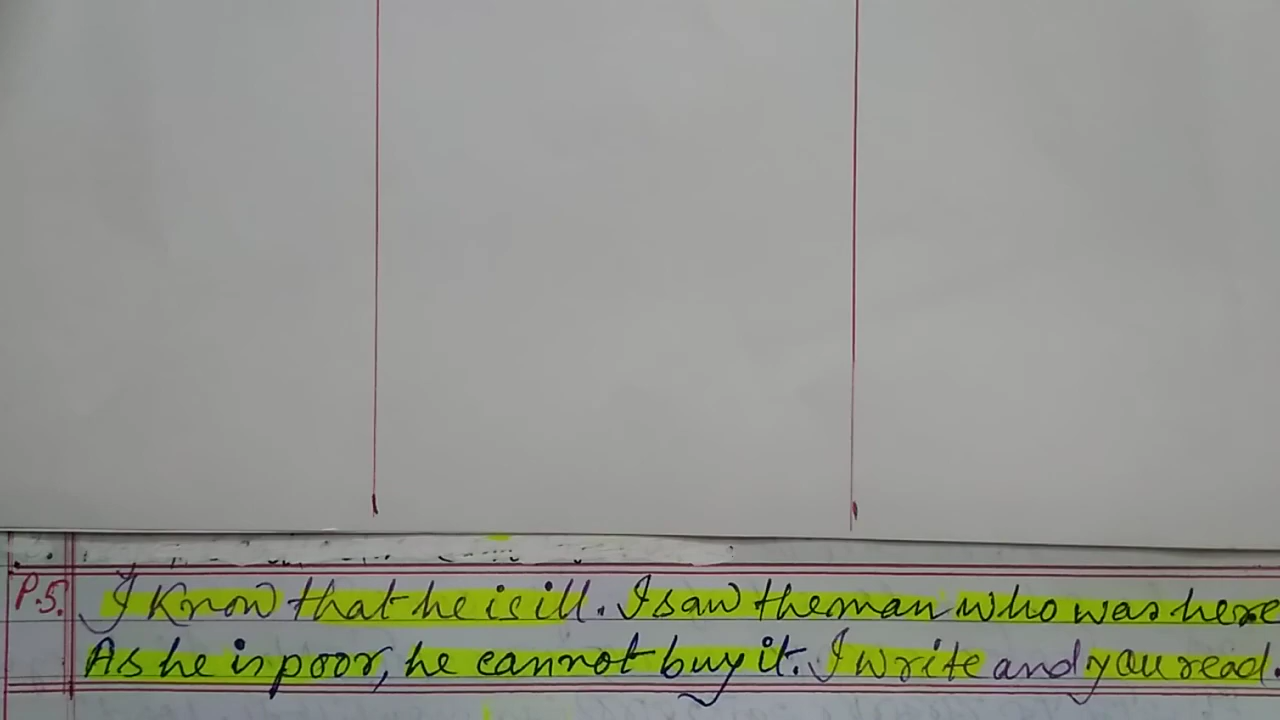 P.5. I know that he is ill. I saw the man who was here
As he is poor, he cannot buy it. I write and you read.